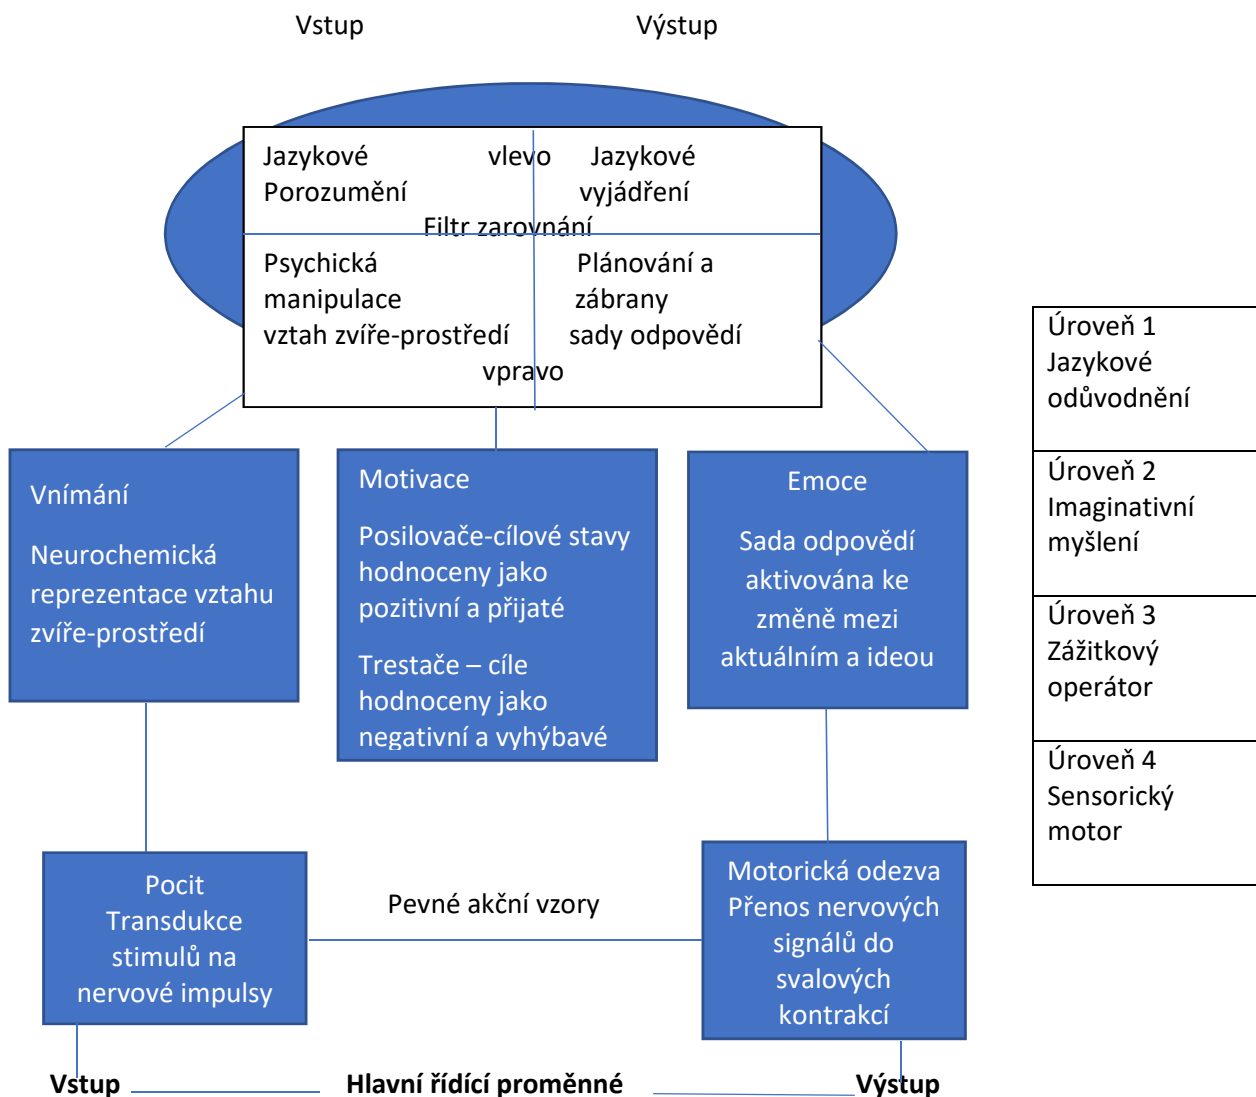 Vstup Výstup
Jazykové vlevo Jazykové
Porozumění vyjádření
Filtr zarovnání
Psychická Plánování a
manipulace zábrany
vztah zvíře-prostředí sady odpovědí
vpravo
Vnímání
Neurochemická
reprezentace vztahu
zvíře-prostředí
Motivace
Posilovače-cílové stavy
hodnoceny jako
pozitivní a přijaté
Trestače – cíle
hodnoceny jako
negativní a vyhýbavé
Emoce
Sada odpovědí
aktivována ke
změně mezi
aktuálním a ideou
Úroveň 1
Jazykové
odůvodnění
Úroveň 2
Imaginativní
myšlení
Úroveň 3
Zážitkový
operátor
Úroveň 4
Sensorický
motor
Pocit
Transdukce
stimulů na
nervové impulsy
Pevné akční vzory
Motorická odezva
Přenos nervových
signálů do
svalových
kontrakcí
Vstup Hlavní řídící proměnné Výstup